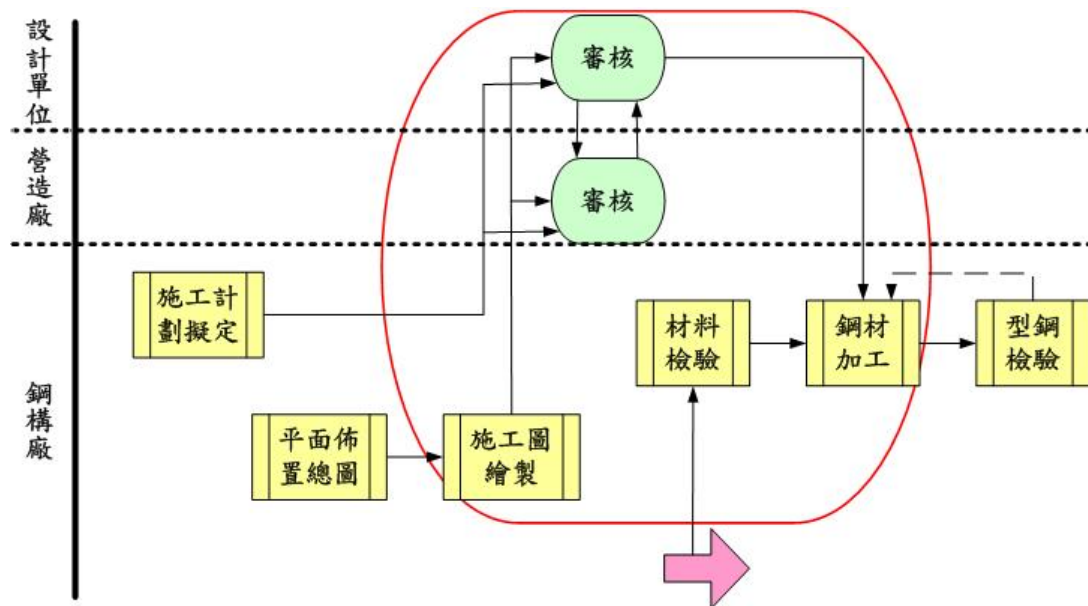 設計單位
審核
營造廠
審核
鋼構廠
施工計
劃擬定
材料
檢驗
鋼材
加工
型鋼
檢驗
平面佈
置總圖
施工圖
繪製